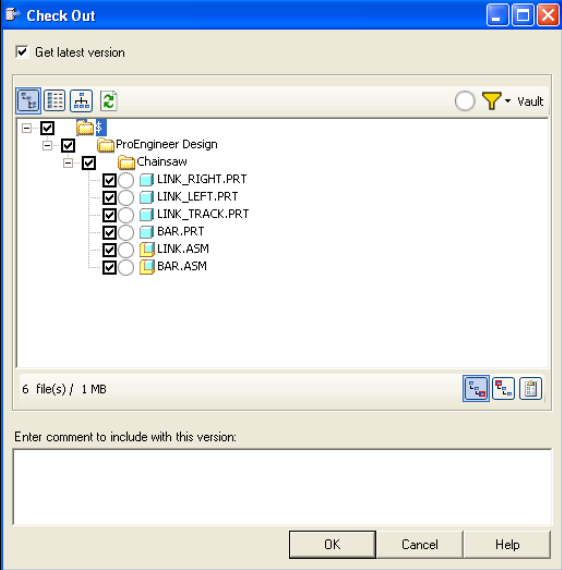 Check Out
Get latest version
Vault
$
ProEngineer Design
Chainsaw
LINK_RIGHT.PRT
LINK_LEFT.PRT
LINK_TRACK.PRT
BAR.PRT
LINK.ASM
BAR.ASM
6 file(s) / 1 MB
Enter comment to include with this version:
OK Cancel Help